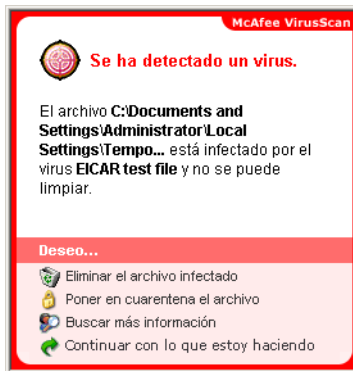 McAfee VirusScan
Se ha detectado un virus.
El archivo C:\Documents and
Settings\Administrator\Local
Settings\Tempo... está infectado por el
virus EICAR test file y no se puede
limpiar.
Deseo...
Eliminar el archivo infectado
Poner en cuarentena el archivo
Buscar más información
Continuar con lo que estoy haciendo